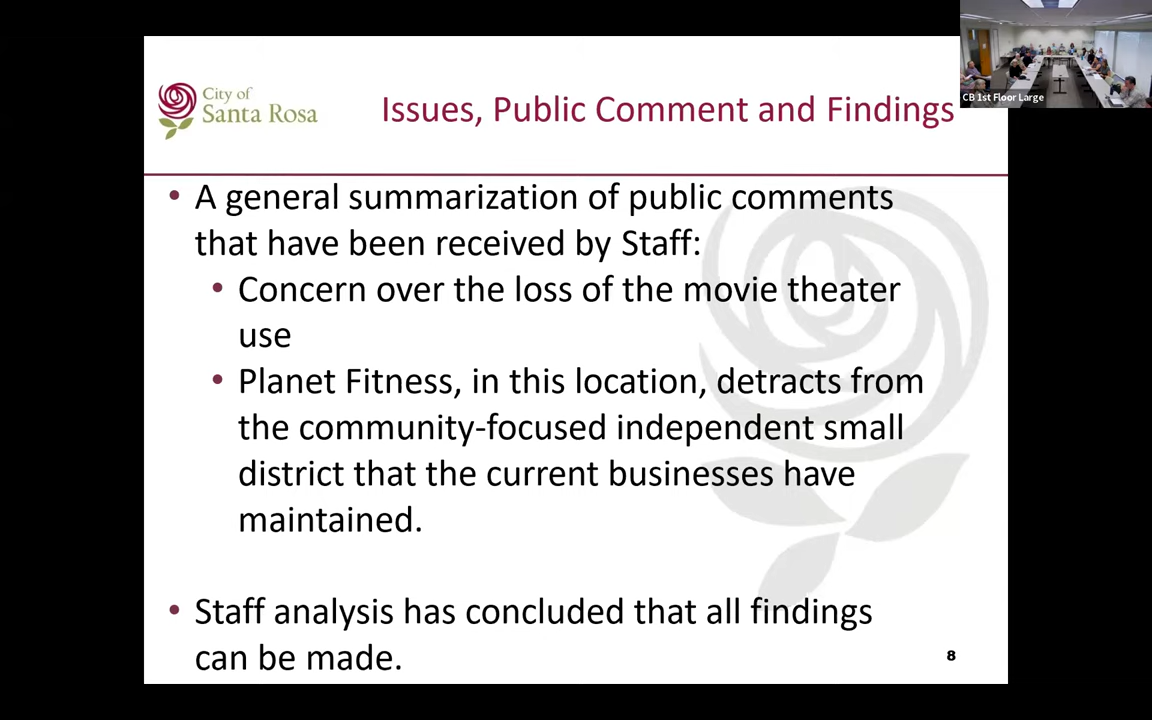 City of
Santa Rosa
Issues, Public Comment and Findings
CB 1st Floor Large
• A general summarization of public comments
that have been received by Staff:
• Concern over the loss of the movie theater
use
• Planet Fitness, in this location, detracts from
the community-focused independent small
district that the current businesses have
maintained.
• Staff analysis has concluded that all findings
can be made.
8